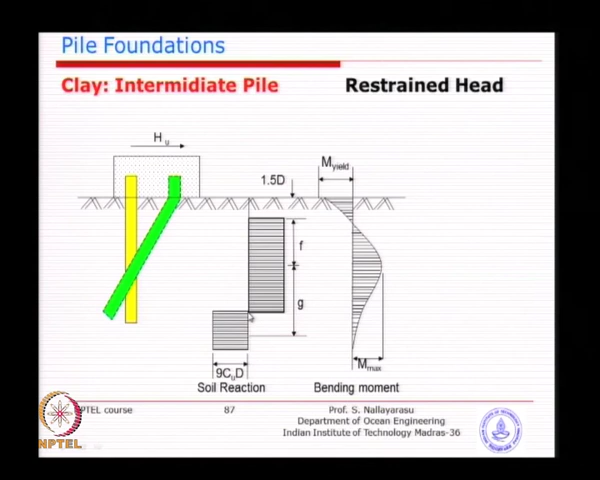 Pile Foundations
Clay: Intermidiate Pile
Restrained Head
Hu
Myield
1.5D
f
g
9CuD
Mmax
Soil Reaction
Bending moment
NPTEL course
87
Prof. S. Nallayarasu
Department of Ocean Engineering
Indian Institute of Technology Madras-36
NPTEL